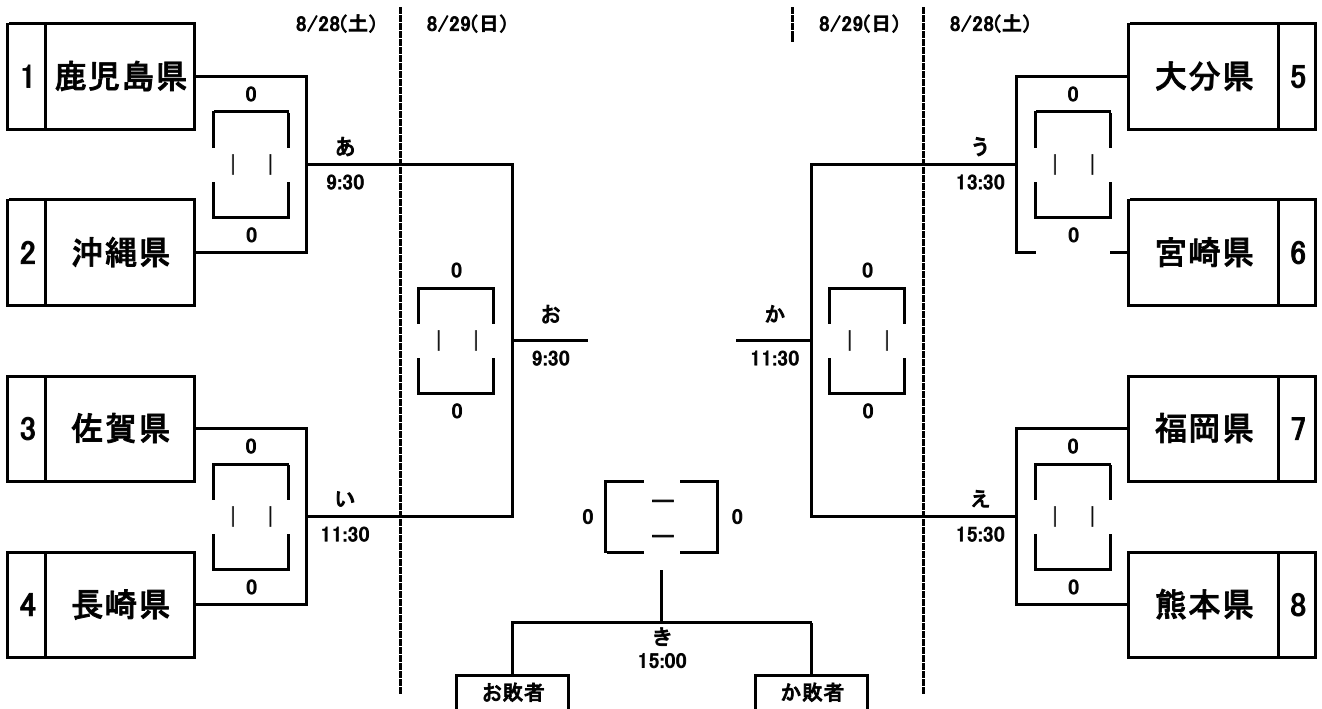 8/28(土) 8/29(日) 8/29(日) 8/28(土)
1 鹿児島県 大分県 5
0 0
あ う
9:30 13:30
0 0
2 沖縄県 宮崎県 6
0 0
お か
9:30 11:30
0 0
3 佐賀県 福岡県 7
0 0
い え
0 0
11:30 15:30
0 0
4 長崎県 熊本県 8
き
15:00
お敗者 か敗者